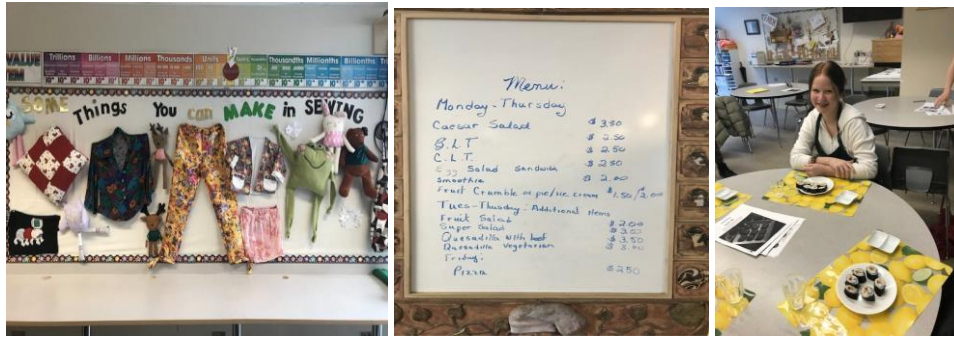 VALUE
Trillions Billions Millions Thousands Units Thousandths Millionths Billionths
SOME Things You can MAKE in SEWING
Menu:
Monday-Thursday
Caesar Salad $3.50
B.L.T $2.50
C.L.T. $2.50
Egg Salad Sandwich $2.50
Smoothie $2.00
Fruit Crumble or pie/ice cream $1.50/2.00
Tues-Thusday: Additional Items
Fruit Salad $2.00
Super Salad
Quesadilla with beef $3.50
Quesadilla Vegetarian
Friday:
Pizza $2.50